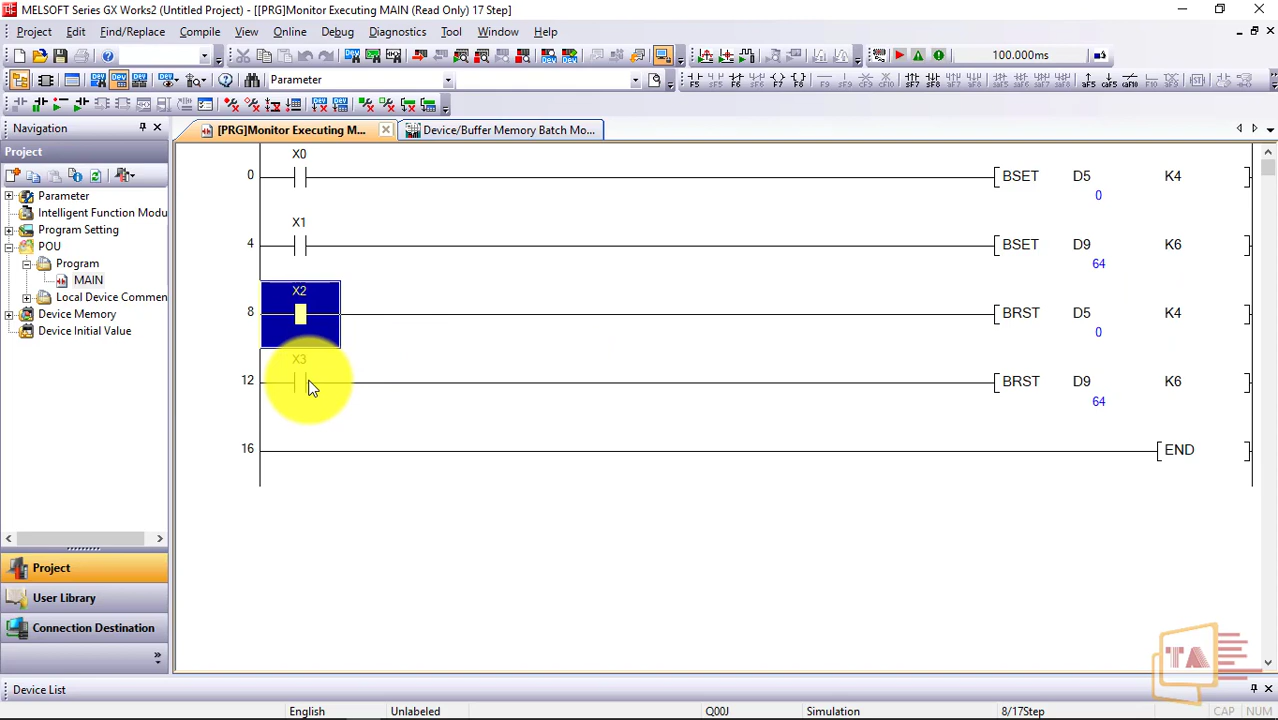 MELSOFT Series GX Works2 (Untitled Project) - [[PRG]Monitor Executing MAIN (Read Only) 17 Step]
Project Edit Find/Replace Compile View Online Debug Diagnostics Tool Window Help
100.000ms
Parameter
Navigation
[PRG]Monitor Executing M...
Device/Buffer Memory Batch Mo...
Project
Parameter
Intelligent Function Modu
Program Setting
POU
Program
MAIN
Local Device Commen
Device Memory
Device Initial Value
Project
User Library
Connection Destination
X0
0 BSET D5 K4
0
X1
4 BSET D9 K6
64
X2
8 BRST D5 K4
0
X3
12 BRST D9 K6
64
16 END
TA
Device List
English Unlabeled Q00J Simulation 8/17Step CAP NUM